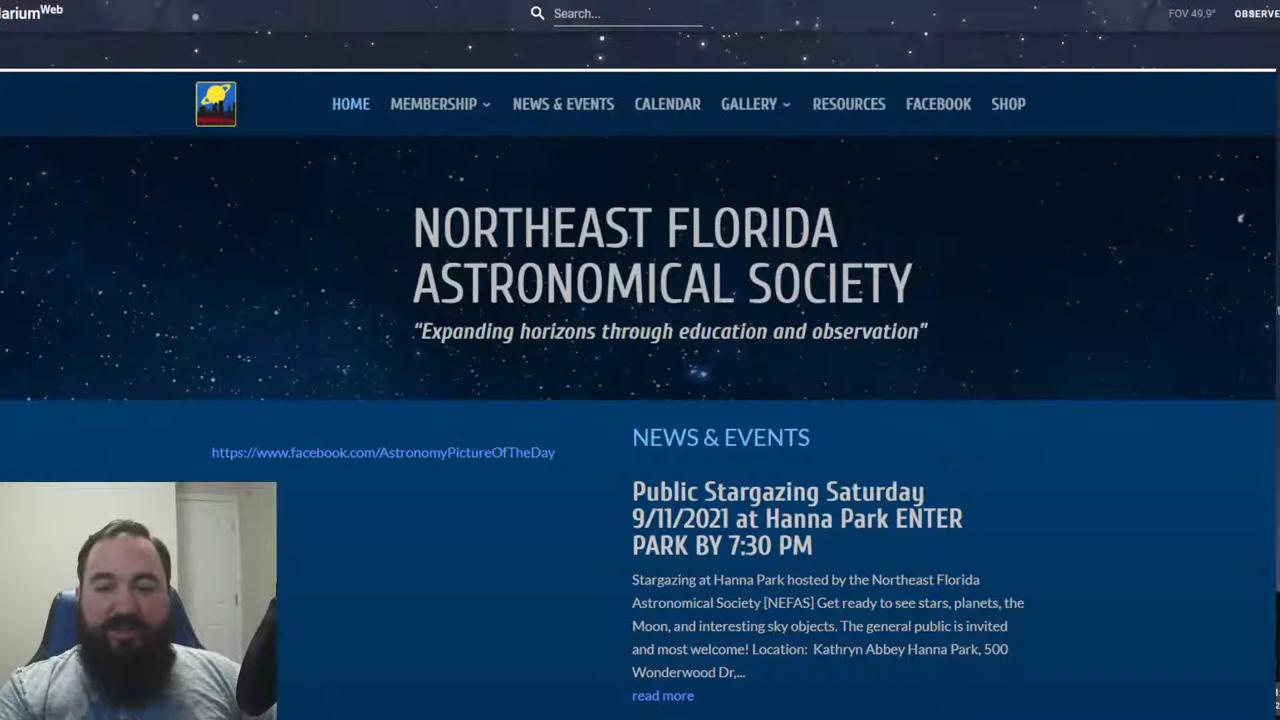 lariumWeb
Search...
FOV 49.9°
OBSERVE
HOME
MEMBERSHIP
NEWS & EVENTS
CALENDAR
GALLERY
RESOURCES
FACEBOOK
SHOP
NORTHEAST FLORIDA
ASTRONOMICAL SOCIETY
“Expanding horizons through education and observation”
https://www.facebook.com/AstronomyPictureOfTheDay
NEWS & EVENTS
Public Stargazing Saturday
9/11/2021 at Hanna Park ENTER
PARK BY 7:30 PM
Stargazing at Hanna Park hosted by the Northeast Florida
Astronomical Society [NEFAS] Get ready to see stars, planets, the
Moon, and interesting sky objects. The general public is invited
and most welcome! Location: Kathryn Abbey Hanna Park, 500
Wonderwood Dr,...
read more